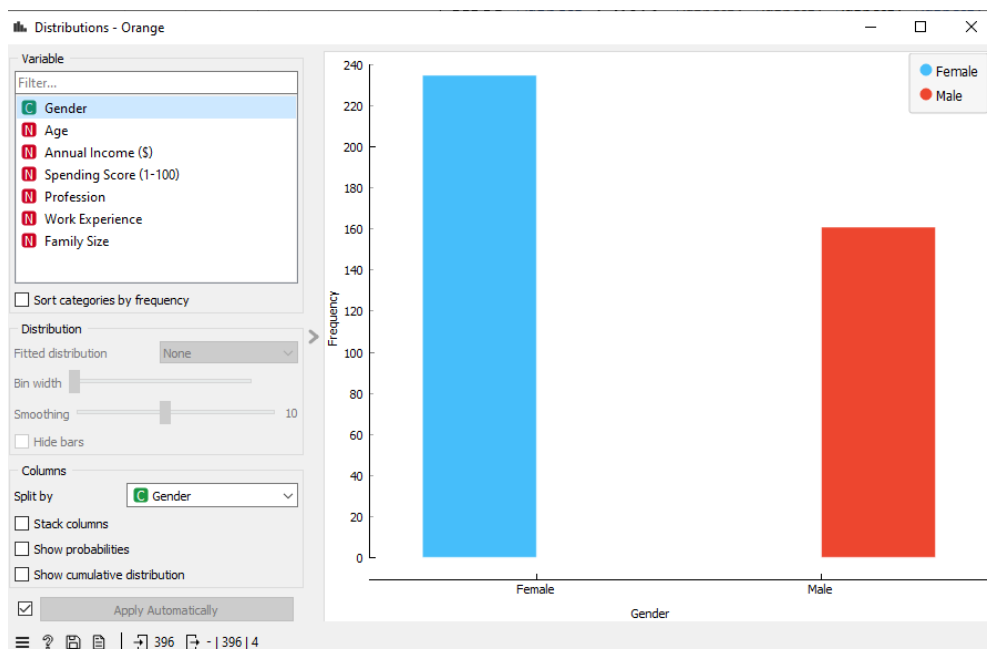 Distributions - Orange
Variable
Filter...
C Gender
N Age
N Annual Income ($)
N Spending Score (1-100)
N Profession
N Work Experience
N Family Size
Sort categories by frequency
Distribution
Fitted distribution None
Bin width
Smoothing 10
Hide bars
Columns
Split by C Gender
Stack columns
Show probabilities
Show cumulative distribution
Apply Automatically
396 - | 396 | 4
Female
Male
240
220
200
180
160
140
120
100
80
60
40
20
0
Frequency
Female Male
Gender